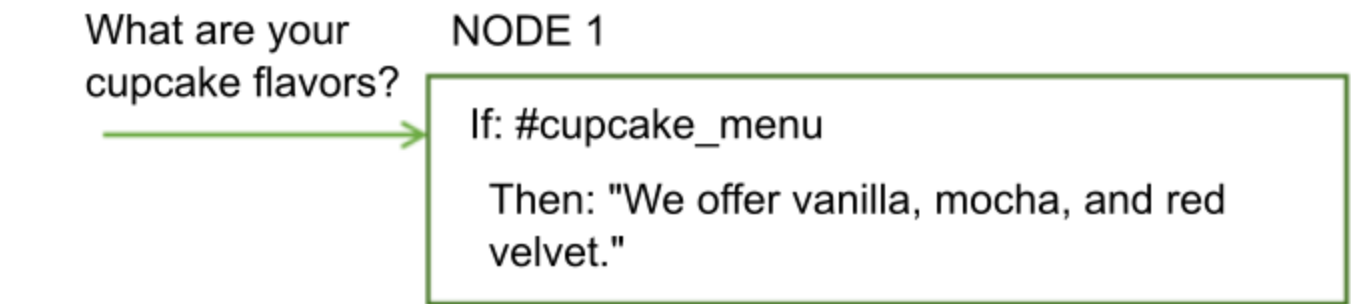 What are your
cupcake flavors?
NODE 1
If: #cupcake_menu
Then: "We offer vanilla, mocha, and red
velvet."